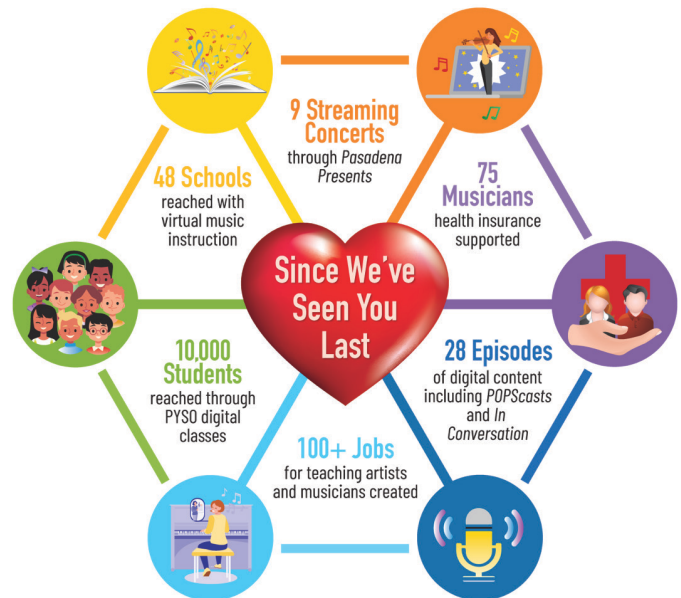 9 Streaming
Concerts
through Pasadena
Presents
48 Schools
reached with
virtual music
instruction
75
Musicians
health insurance
supported
Since We've
Seen You
Last
10,000
Students
reached through
PYSO digital
classes
28 Episodes
of digital content
including POPScasts
and In
Conversation
100+ Jobs
for teaching artists
and musicians created